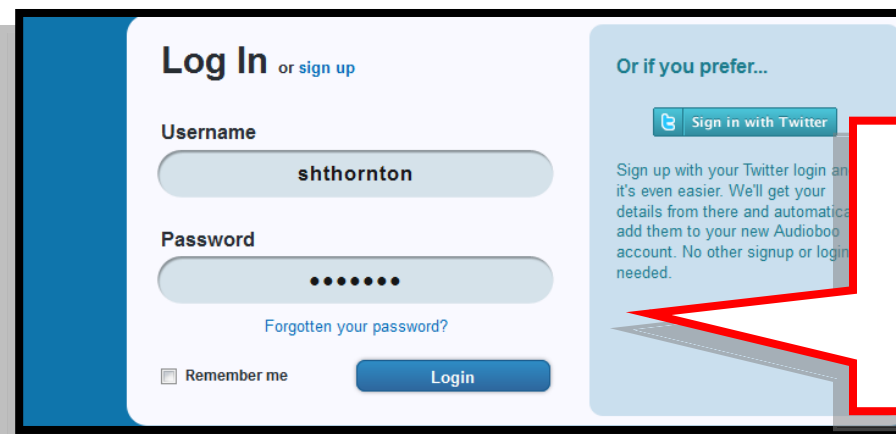 Log In or sign up
Username
shthornton
Password
•••••••
Forgotten your password?
Remember me
Login
Or if you prefer...
Sign in with Twitter
Sign up with your Twitter login
it's even easier. We'll get your
details from there and
add them to your new Audioboo
account. No other signup or login
needed.